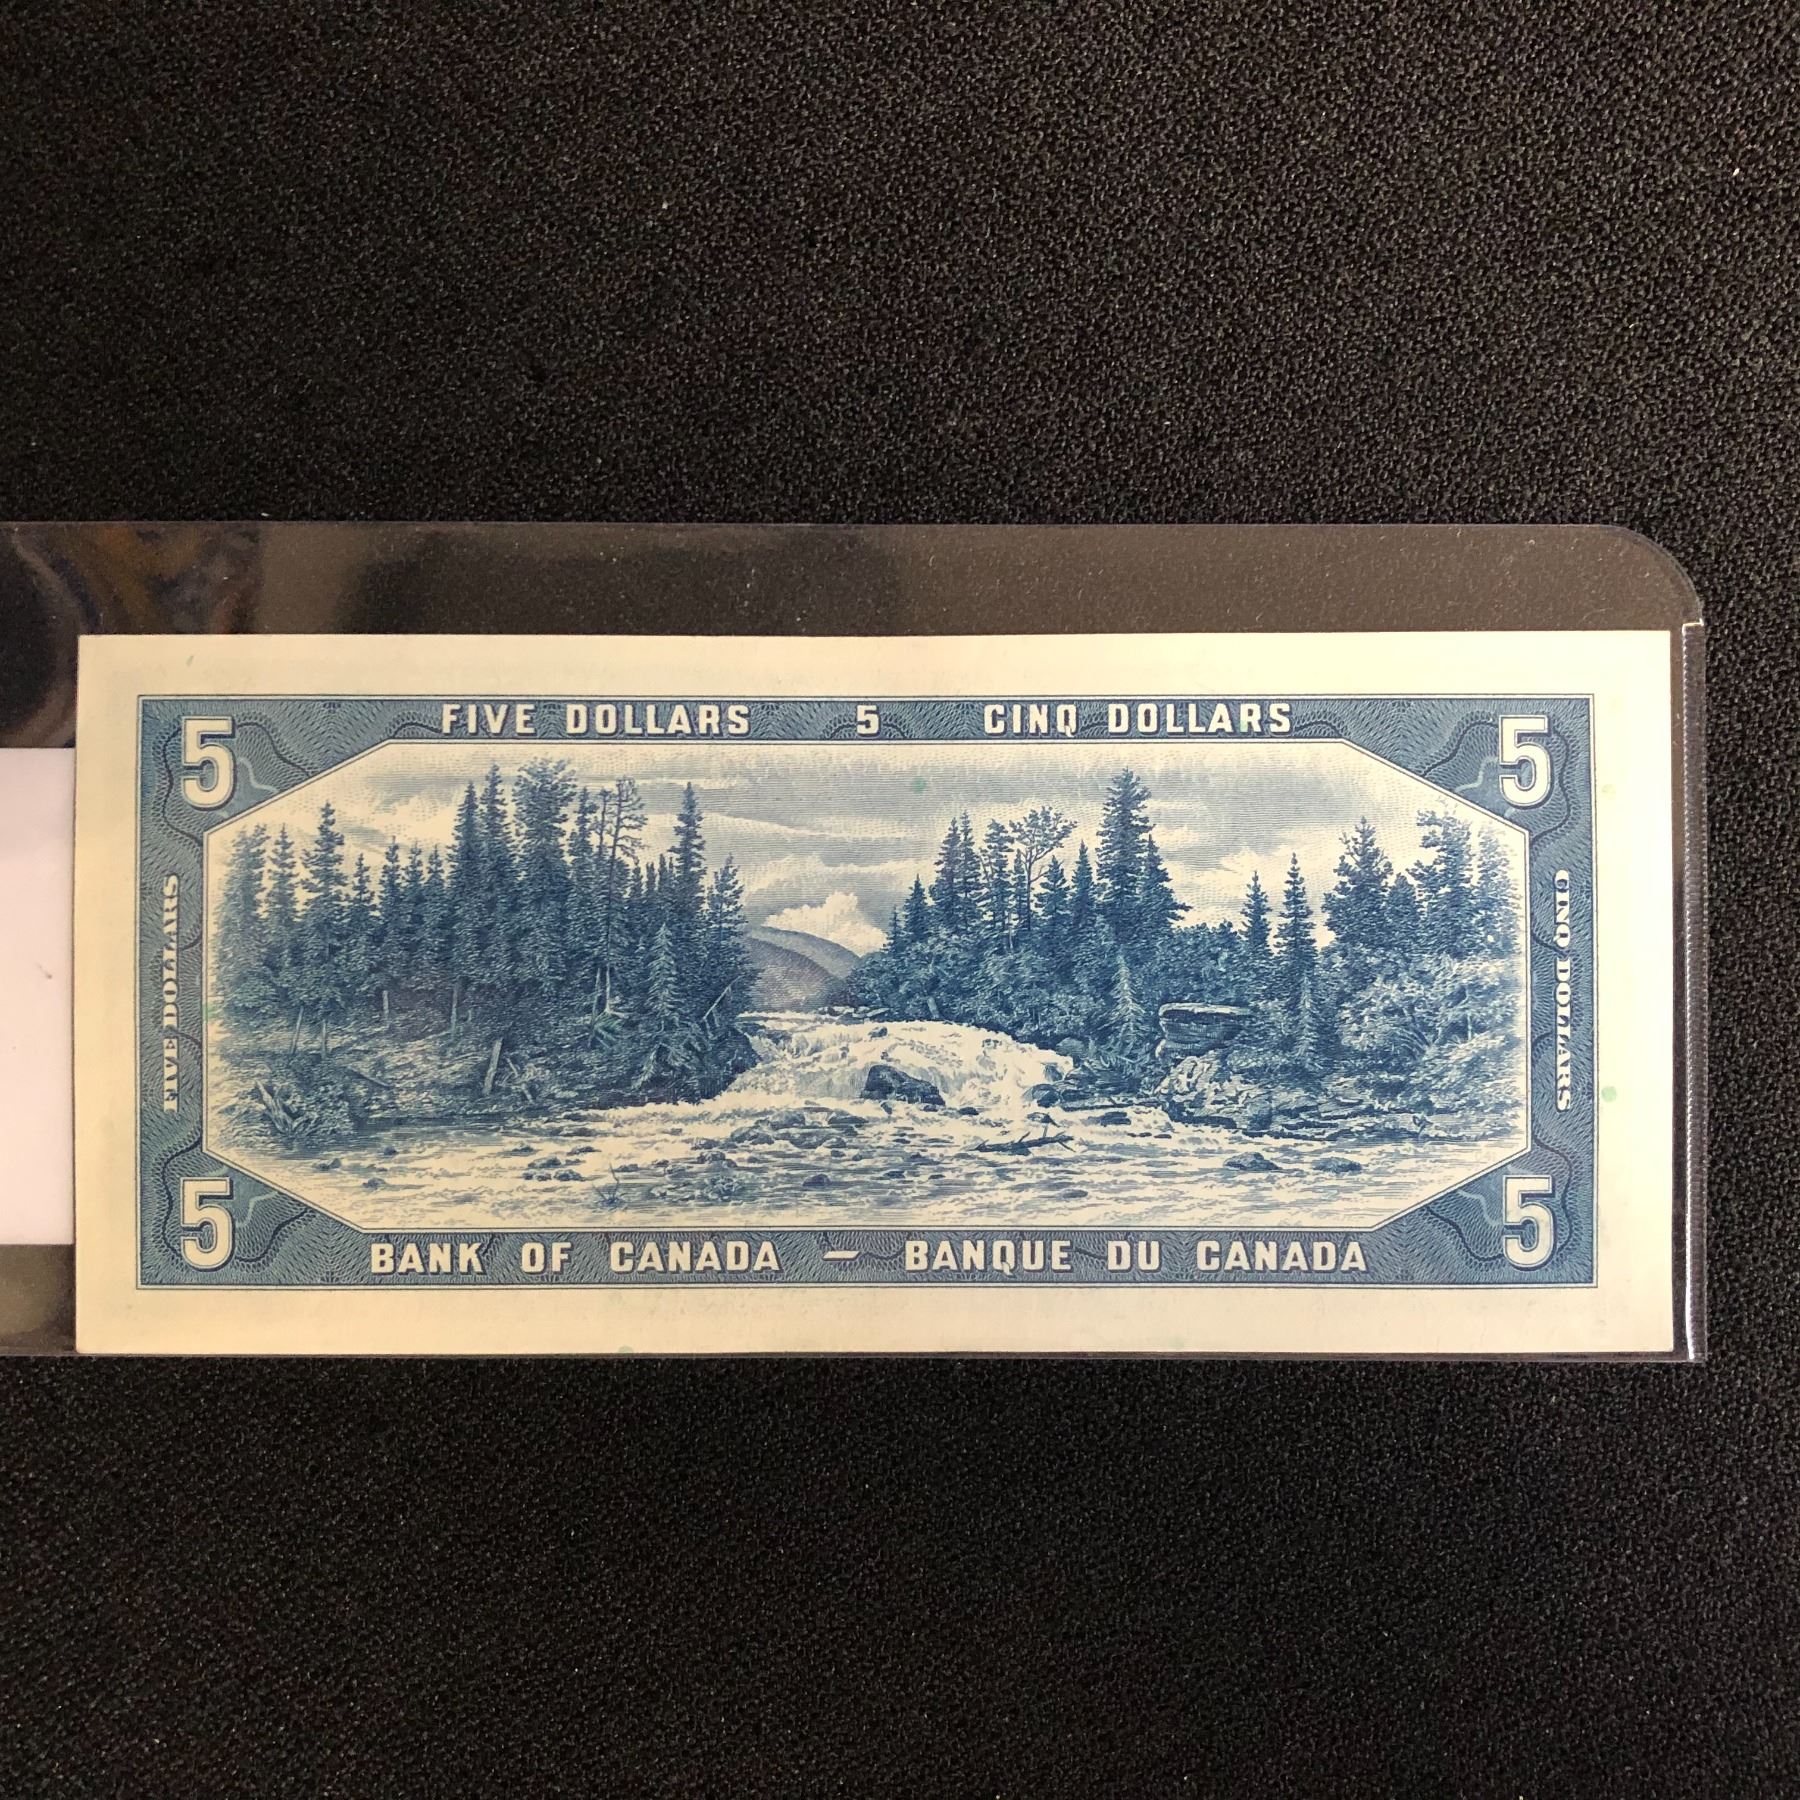 FIVE DOLLARS 5 CINQ DOLLARS
5 5
FIVE DOLLARS
CINQ DOLLARS
5 5
BANK OF CANADA – BANQUE DU CANADA